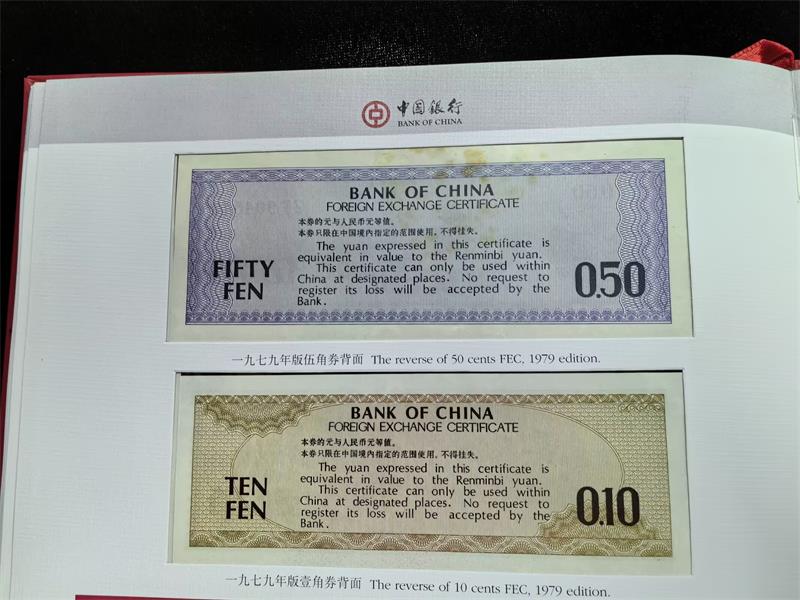 中国银行
BANK OF CHINA
BANK OF CHINA
FOREIGN EXCHANGE CERTIFICATE
本券的元与人民币元等值。
本券只限在中国境内指定的范围使用，不得挂失。
The yuan expressed in this certificate is
equivalent in value to the Renminbi yuan.
This certificate can only be used within
China at designated places. No request to
register its loss will be accepted by the
Bank.
FIFTY
FEN
0.50
一九七九年版伍角券背面 The reverse of 50 cents FEC, 1979 edition.
BANK OF CHINA
FOREIGN EXCHANGE CERTIFICATE
本券的元与人民币元等值。
本券只限在中国境内指定的范围使用，不得挂失。
The yuan expressed in this certificate is
equivalent in value to the Renminbi yuan.
This certificate can only be used within
China at designated places. No request to
register its loss will be accepted by the
Bank.
TEN
FEN
0.10
一九七九年版壹角券背面 The reverse of 10 cents FEC, 1979 edition.